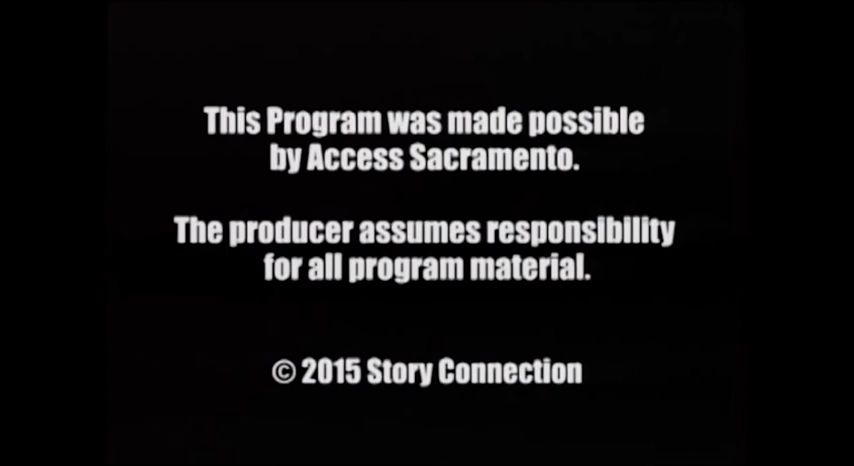 This Program was made possible
by Access Sacramento.
The producer assumes responsibility
for all program material.
© 2015 Story Connection